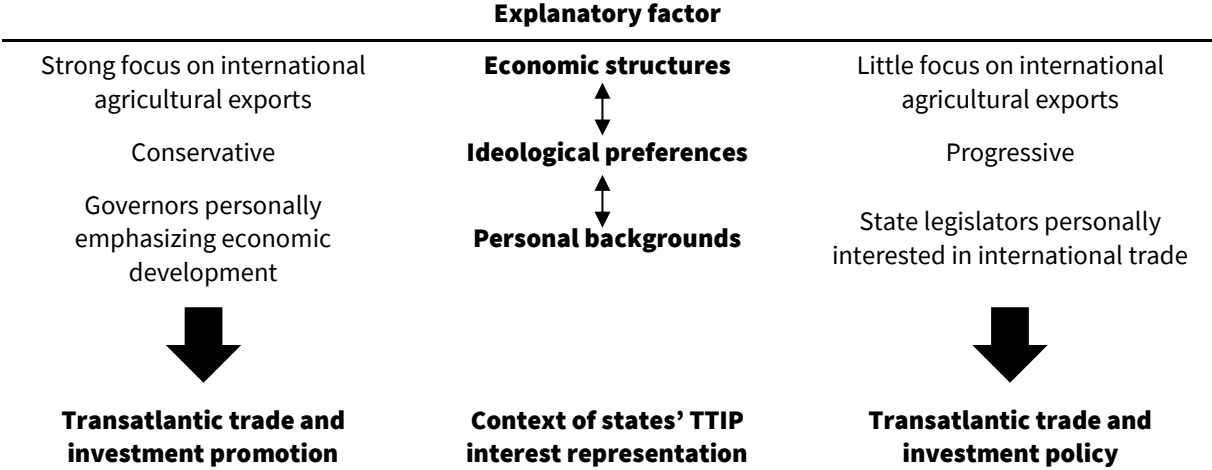 Explanatory factor
Strong focus on international
agricultural exports
Economic structures
Little focus on international
agricultural exports
Conservative
Ideological preferences
Progressive
Governors personally
emphasizing economic
development
Personal backgrounds
State legislators personally
interested in international trade
Transatlantic trade and
investment promotion
Context of states’ TTIP
interest representation
Transatlantic trade and
investment policy